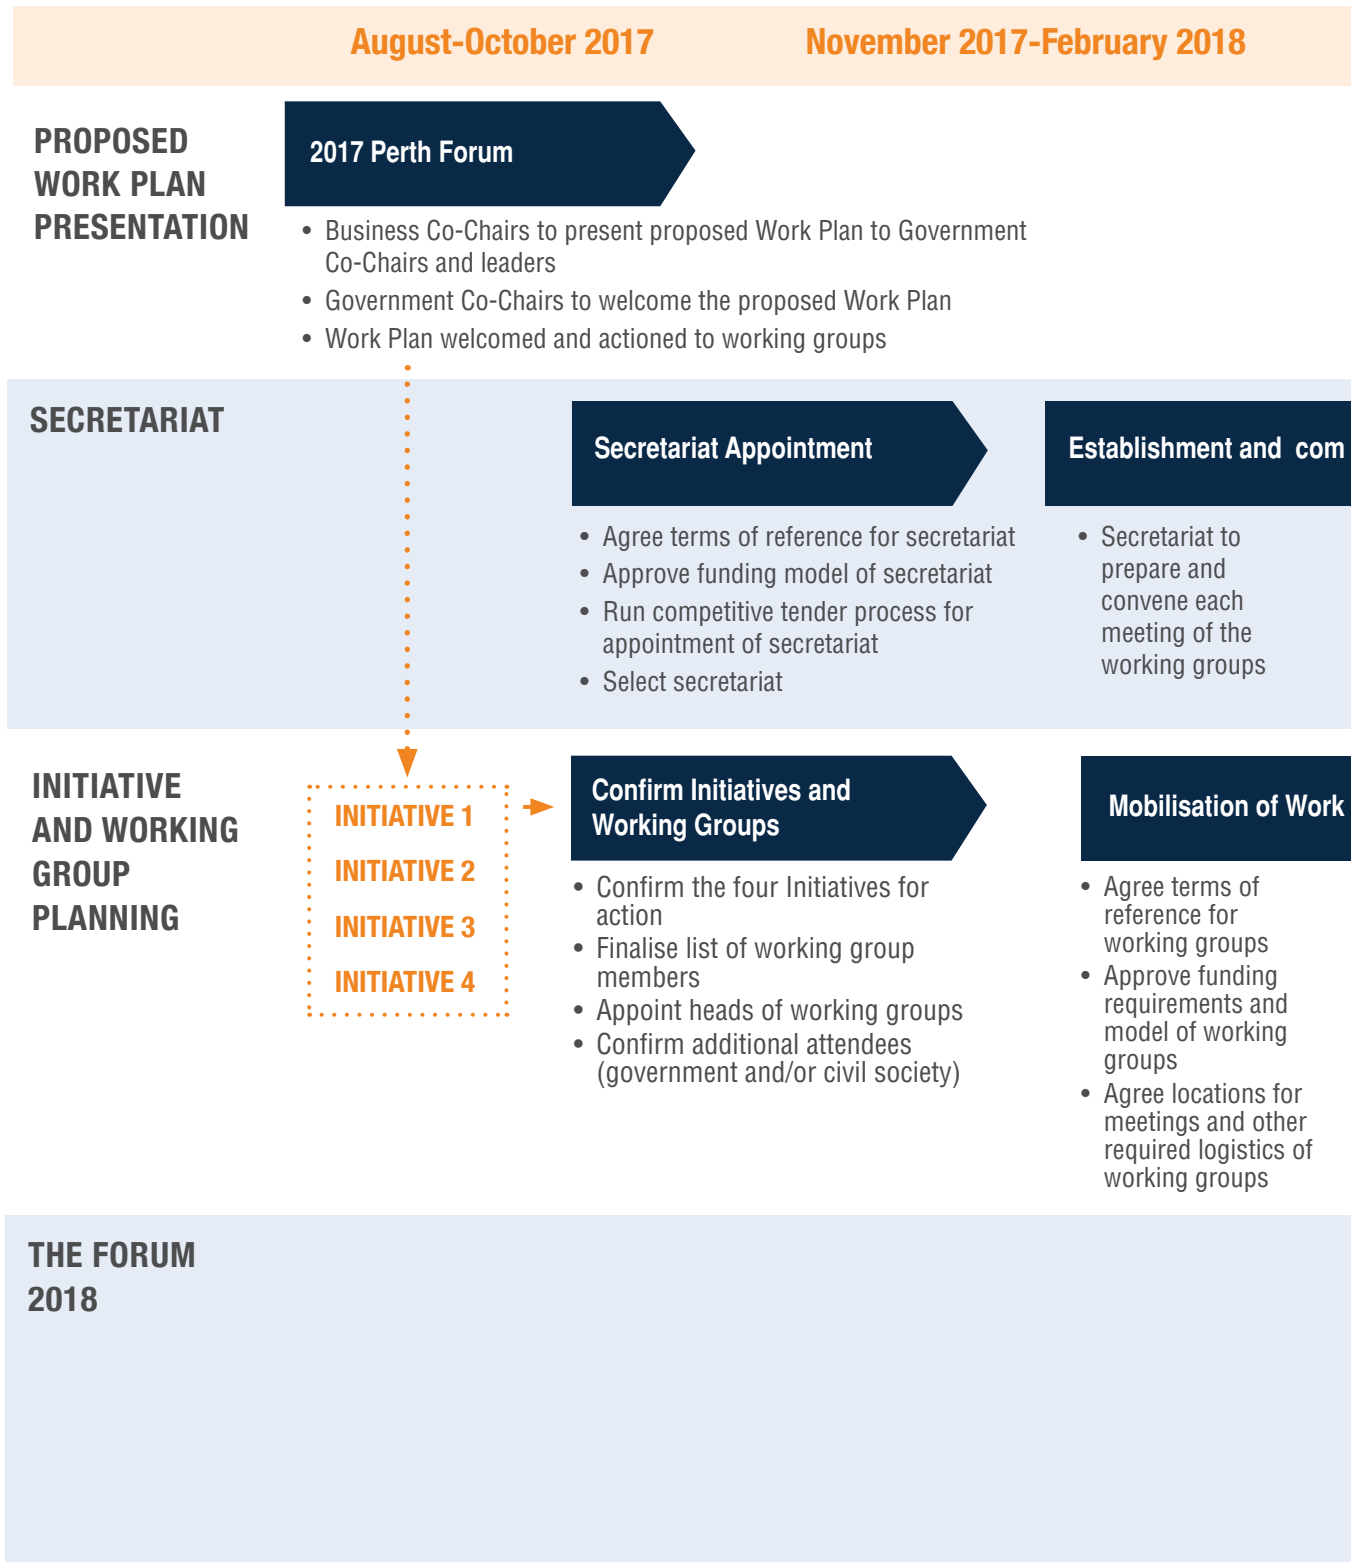 August-October 2017
November 2017-February 2018
PROPOSED
WORK PLAN
PRESENTATION
2017 Perth Forum
• Business Co-Chairs to present proposed Work Plan to Government
Co-Chairs and leaders
• Government Co-Chairs to welcome the proposed Work Plan
• Work Plan welcomed and actioned to working groups
SECRETARIAT
Secretariat Appointment
• Agree terms of reference for secretariat
• Approve funding model of secretariat
• Run competitive tender process for
appointment of secretariat
• Select secretariat
Establishment and com
• Secretariat to
prepare and
convene each
meeting of the
working groups
INITIATIVE
AND WORKING
GROUP
PLANNING
INITIATIVE 1
INITIATIVE 2
INITIATIVE 3
INITIATIVE 4
Confirm Initiatives and
Working Groups
• Confirm the four Initiatives for
action
• Finalise list of working group
members
• Appoint heads of working groups
• Confirm additional attendees
(government and/or civil society)
Mobilisation of Work
• Agree terms of
reference for
working groups
• Approve funding
requirements and
model of working
groups
• Agree locations for
meetings and other
required logistics of
working groups
THE FORUM
2018